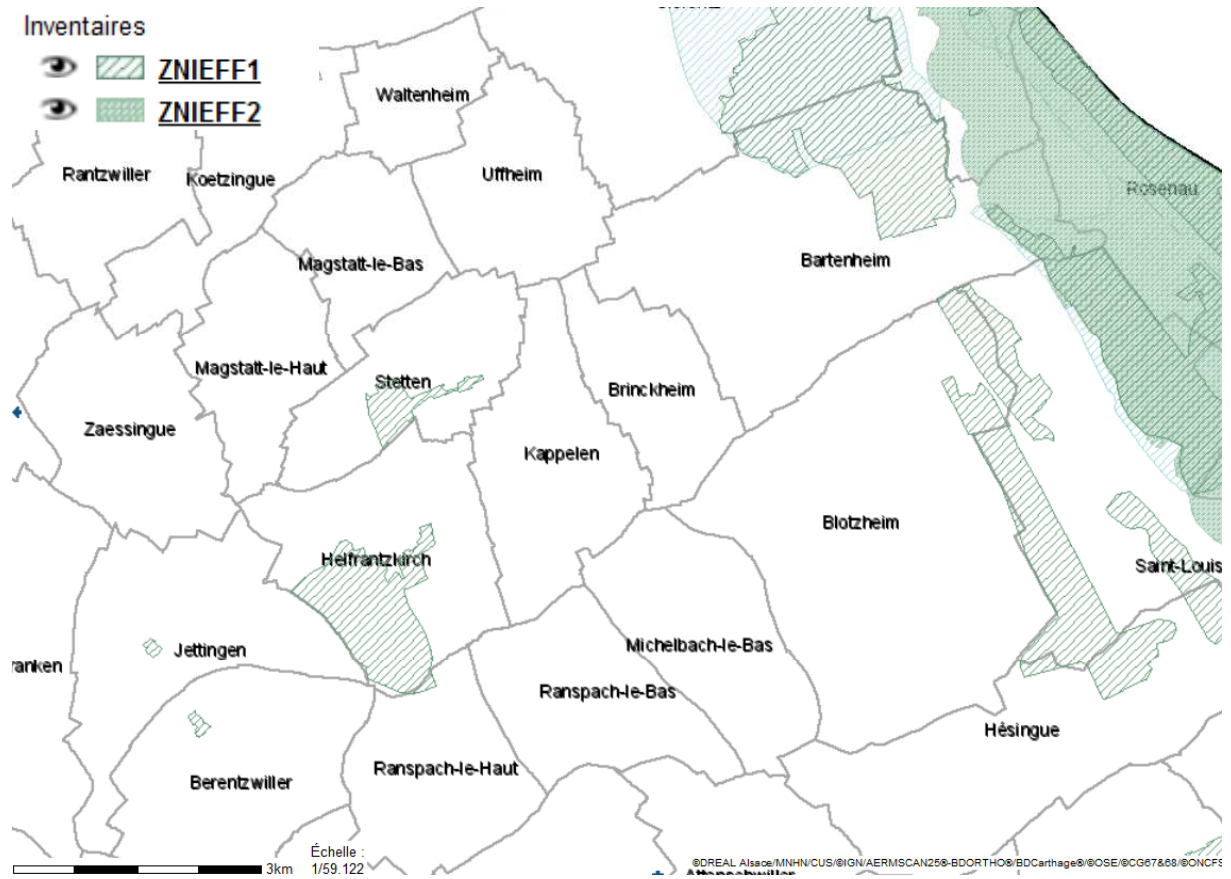 Inventaires
ZNIEFF1
ZNIEFF2
Waltenheim
Rantzwiller
Koetzingue
Uffheim
Rosenau
Magstatt-le-Bas
Bartenheim
Magstatt-le-Haut
Stetten
Brinckheim
Zaessingue
Kappelen
Blotzheim
Helfrantzkirch
Saint-Louis
Jettingen
Michelbach-le-Bas
ranken
Ranspach-le-Bas
Hésingue
Ranspach-le-Haut
Berentzwiller
3km
Échelle :
1/59.122
©DREAL Alsace/MNHN/CUS/©IGN/AERMSCAN25®-BDORTHO®/BDCarthage®/©OSE/©CG67&68/©ONCFS